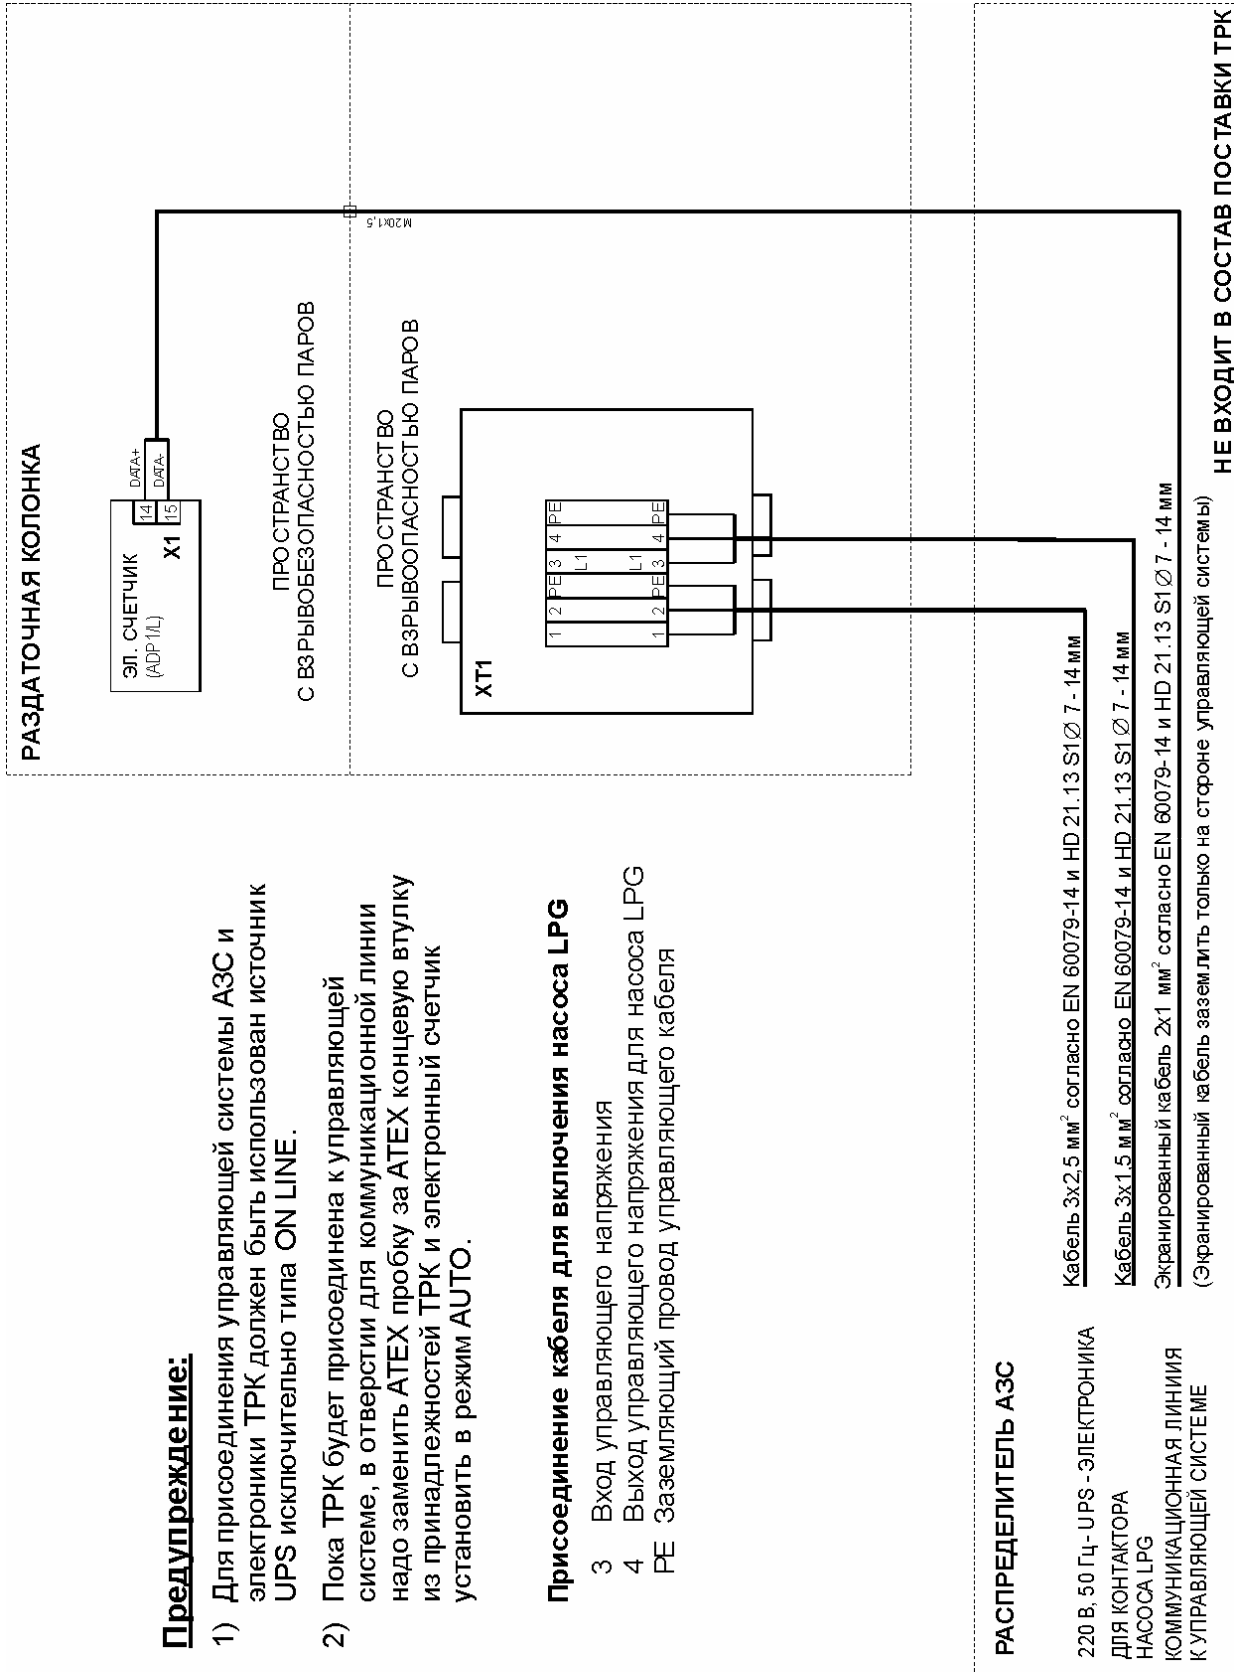 Предупреждение:
1) Для присоединения управляющей системы АЗС и
электроники ТРК должен быть использован источник
UPS исключительно типа ON LINE.
2) Пока ТРК будет присоединена к управляющей
системе, в отверстии для коммуникационной линии
надо заменить ATEX пробку за ATEX концевую втулку
из принадлежностей ТРК и электронный счетчик
установить в режим AUTO.
Присоединение кабеля для включения насоса LPG
3 Вход управляющего напряжения
4 Выход управляющего напряжения для насоса LPG
PE Заземляющий провод управляющего кабеля
РАЗДАТОЧНАЯ КОЛОНКА
ЭЛ. СЧЕТЧИК
(ADP1/L)
X1
14
15
DATA+
DATA-
ПРОСТРАНСТВО
С ВЗРЫВОБЕЗОПАСНОСТЬЮ ПАРОВ
M20x1,5
ПРОСТРАНСТВО
С ВЗРЫВООПАСНОСТЬЮ ПАРОВ
XT1
1 2 PE 3 4 PE
L1
L1
1 2 PE 3 4 PE
РАСПРЕДЕЛИТЕЛЬ АЗС
220 В, 50 Гц - UPS - ЭЛЕКТРОНИКА
Кабель 3x2,5 мм² согласно EN 60079-14 и HD 21.13 S1∅ 7 - 14 мм
ДЛЯ КОНТАКТОРА
НАСОСА LPG
Кабель 3x1.5 мм² согласно EN 60079-14 и HD 21.13 S1∅ 7 - 14 мм
КОММУНИКАЦИОННАЯ ЛИНИЯ
К УПРАВЛЯЮЩЕЙ СИСТЕМЕ
Экранированный кабель 2x1 мм² согласно EN 60079-14 и HD 21.13 S1∅ 7 - 14 мм
(Экранированный кабель заземлить только на стороне управляющей системы)
НЕ ВХОДИТ В СОСТАВ ПОСТАВКИ ТРК